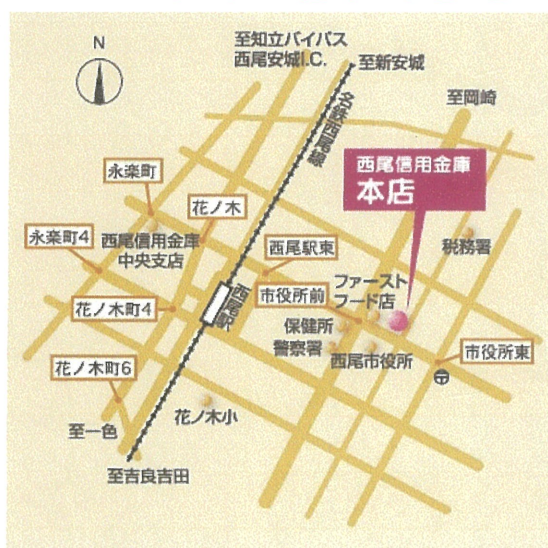 N
至知立バイパス
西尾安城I.C.
至新安城
至岡崎
名鉄西尾線
西尾信用金庫
本店
永楽町
花ノ木
永楽町4
西尾信用金庫
中央支店
西尾駅東
税務署
ファースト
フード店
市役所前
花ノ木町4
西尾駅
保健所
警察署
西尾市役所
市役所東
花ノ木町6
花ノ木小
至一色
至吉良吉田